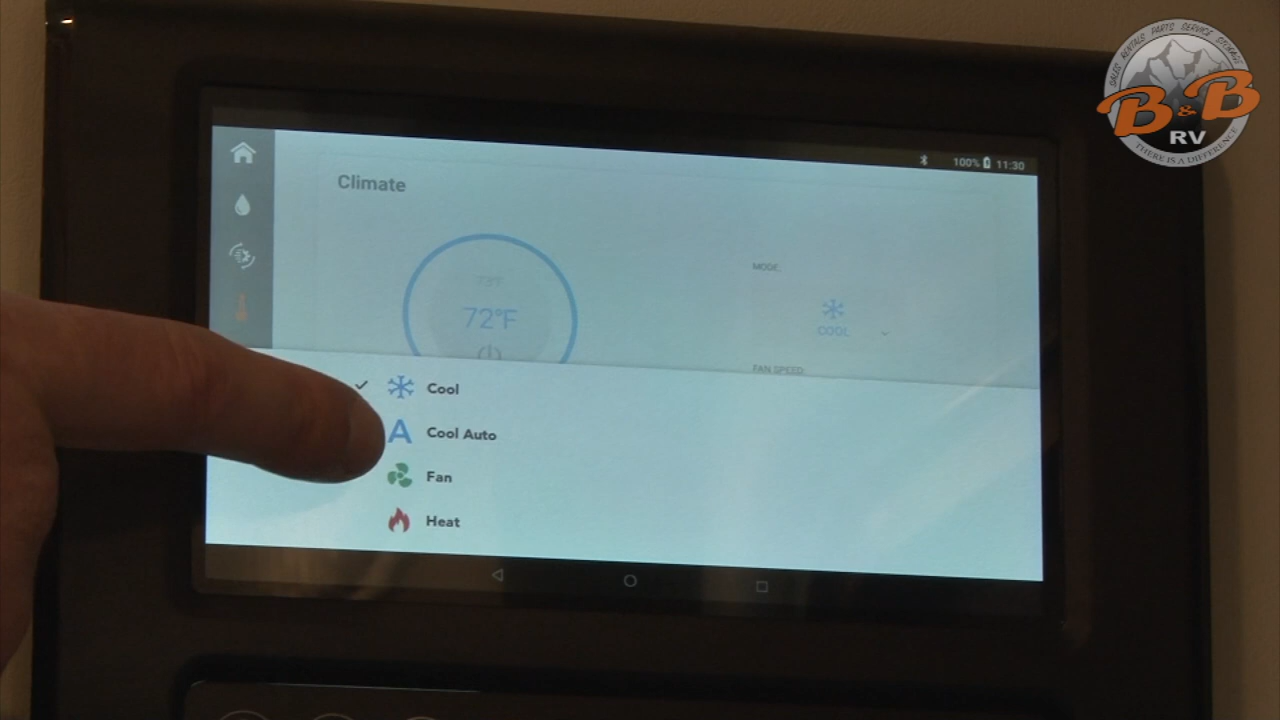 SALES RENTALS PARTS SERVICE STORAGE
B&B
RV
THERE IS A DIFFERENCE
100% 11:30
Climate
73°F
72°F
MODE:
COOL
FAN SPEED:
Cool
A Cool Auto
Fan
Heat